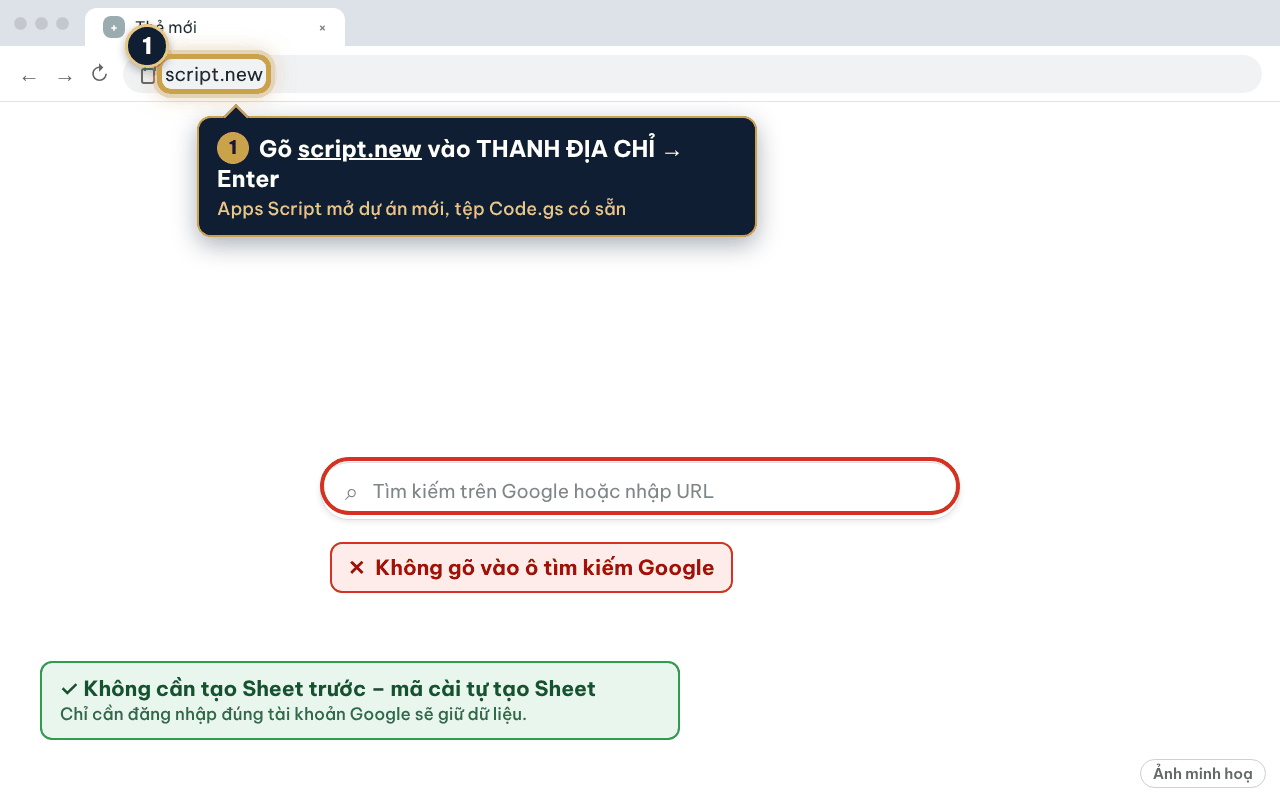 Thẻ mới
1
script.new
1 Gõ script.new vào THANH ĐỊA CHỈ →
Enter
Apps Script mở dự án mới, tệp Code.gs có sẵn
Tìm kiếm trên Google hoặc nhập URL
✕ Không gõ vào ô tìm kiếm Google
✓ Không cần tạo Sheet trước – mã cài tự tạo Sheet
Chỉ cần đăng nhập đúng tài khoản Google sẽ giữ dữ liệu.
Ảnh minh hoạ